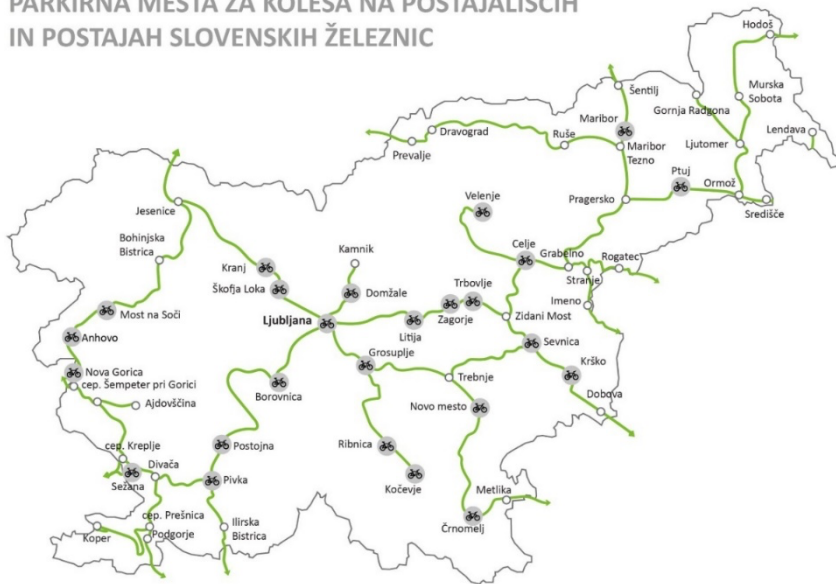 PARKIRNA MESTA ZA KOLESA NA POSTAJALIŠČIH
IN POSTAJAH SLOVENSKIH ŽELEZNIC
Hodoš
Šentilj
Murska
Sobota
Gornja Radgona
Maribor
Lendava
Dravograd
Ruše
Maribor
Tezno
Ljutomer
Prevalje
Ptuj
Ormož
Velenje
Pragersko
Središče
Jesenice
Bohinjska
Bistrica
Kamnik
Celje
Grabelno
Rogatec
Kranj
Stranje
Škofja Loka
Domžale
Trbovlje
Imeno
Most na Soči
Ljubljana
Zagorje
Zidani Most
Litija
Anhovo
Sevnica
Grosuplje
Krško
Nova Gorica
cep. Šempeter pri Gorici
Trebnje
Borovnica
Ajdovščina
Novo mesto
Dobova
cep. Kreplje
Postojna
Ribnica
Divača
Sežana
Pivka
Kočevje
Metlika
cep. Prešnica
Črnomelj
Koper
Podgorje
Ilirska
Bistrica